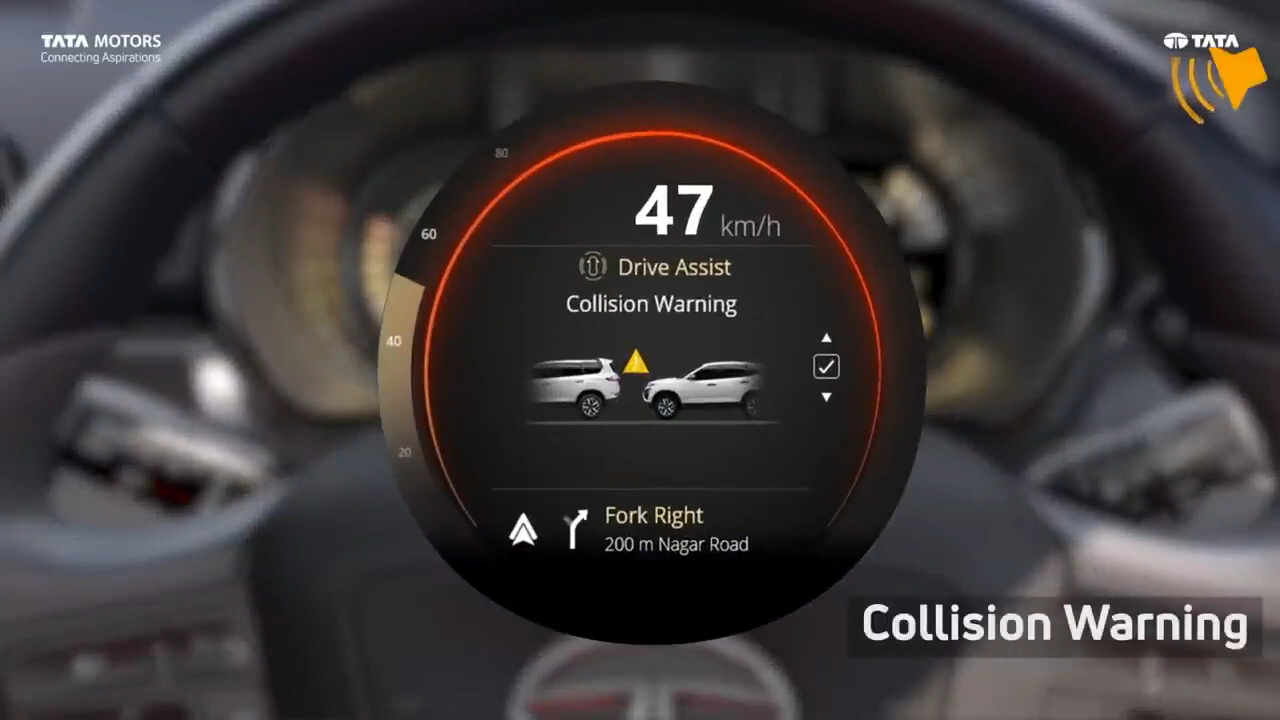 TATA MOTORS
Connecting Aspirations
TATA
80
60
40
20
47 km/h
Drive Assist
Collision Warning
Fork Right
200 m Nagar Road
Collision Warning